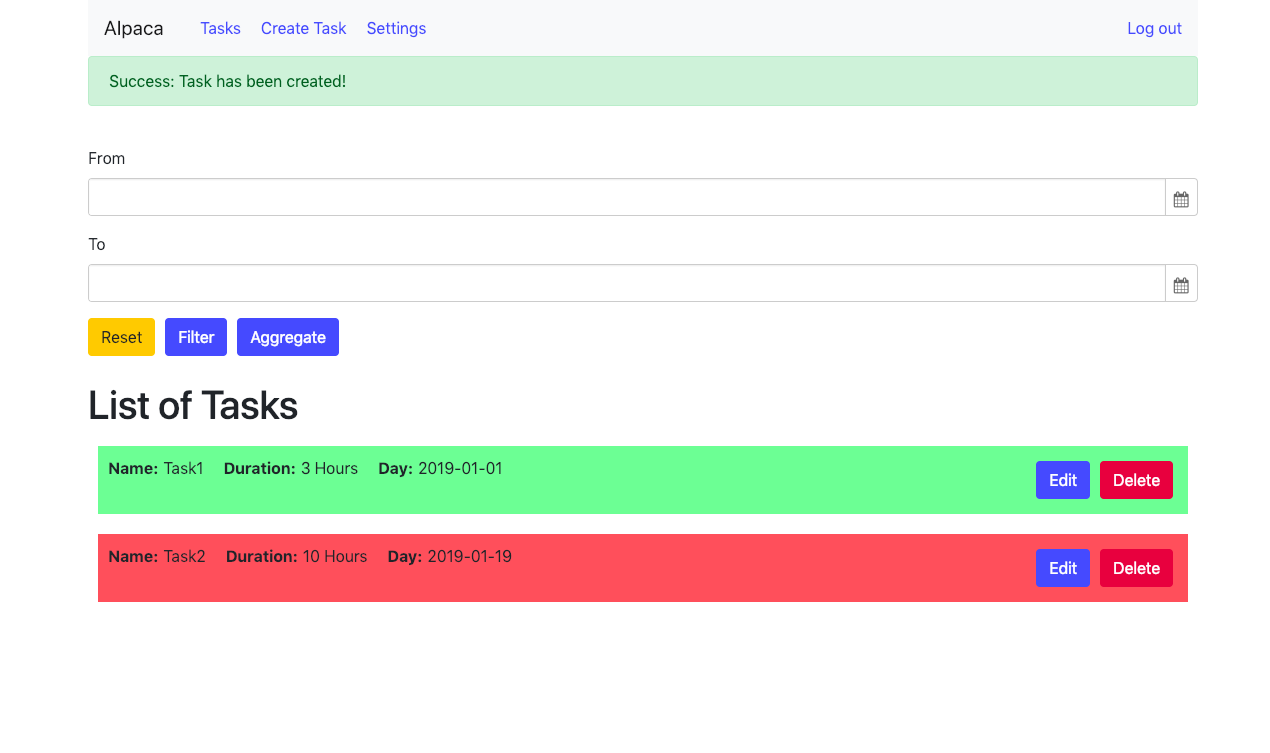 Alpaca Tasks Create Task Settings Log out
Success: Task has been created!
From
To
Reset Filter Aggregate
List of Tasks
Name: Task1 Duration: 3 Hours Day: 2019-01-01 Edit Delete
Name: Task2 Duration: 10 Hours Day: 2019-01-19 Edit Delete